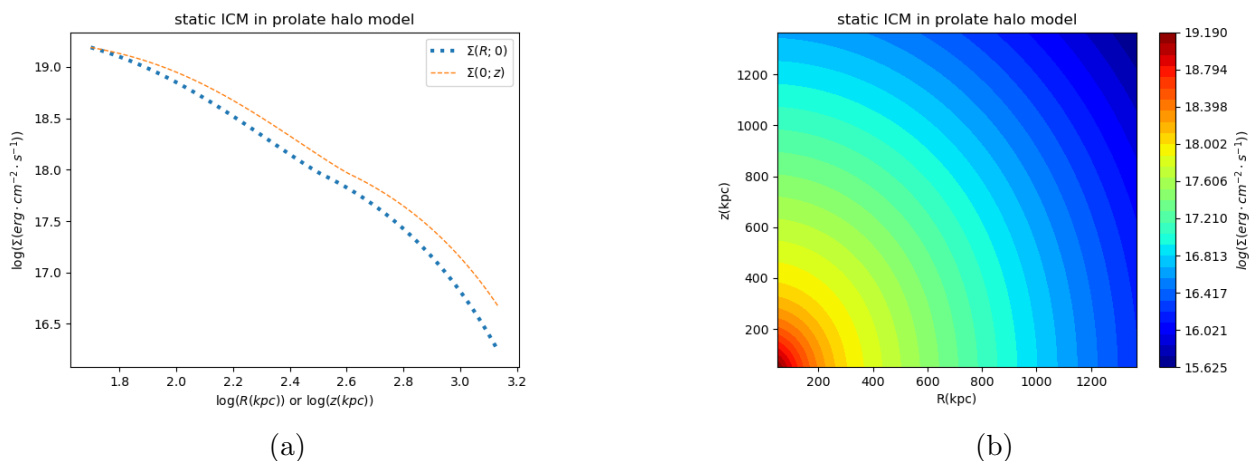 static ICM in prolate halo model
log(Σ(erg · cm⁻² · s⁻¹))
19.0
18.5
18.0
17.5
17.0
16.5
Σ(R; 0)
Σ(0; z)
1.8 2.0 2.2 2.4 2.6 2.8 3.0 3.2
log(R(kpc)) or log(z(kpc))
(a)
static ICM in prolate halo model
z(kpc)
1200
1000
800
600
400
200
200 400 600 800 1000 1200
R(kpc)
19.190
18.794
18.398
18.002
17.606
17.210
16.813
16.417
16.021
15.625
log(Σ(erg · cm⁻² · s⁻¹))
(b)